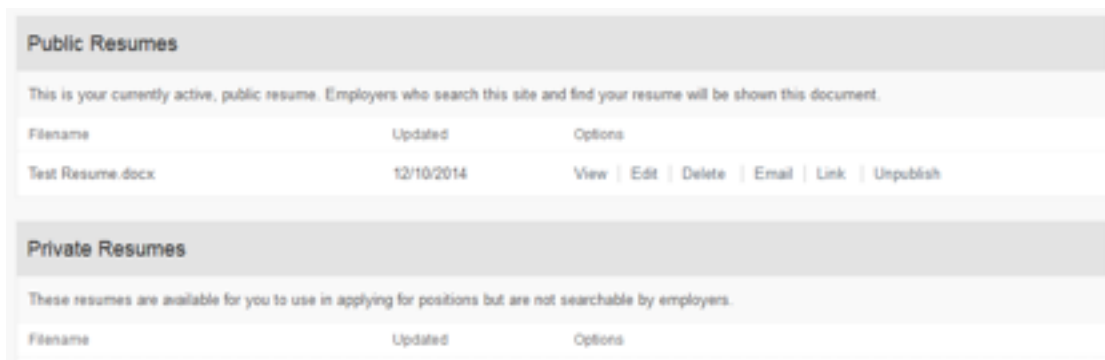 Public Resumes
This is your currently active, public resume. Employers who search this site and find your resume will be shown this document.
Filename Updated Options
Test Resume.docx 12/10/2014 View | Edit | Delete | Email | Link | Unpublish
Private Resumes
These resumes are available for you to use in applying for positions but are not searchable by employers.
Filename Updated Options